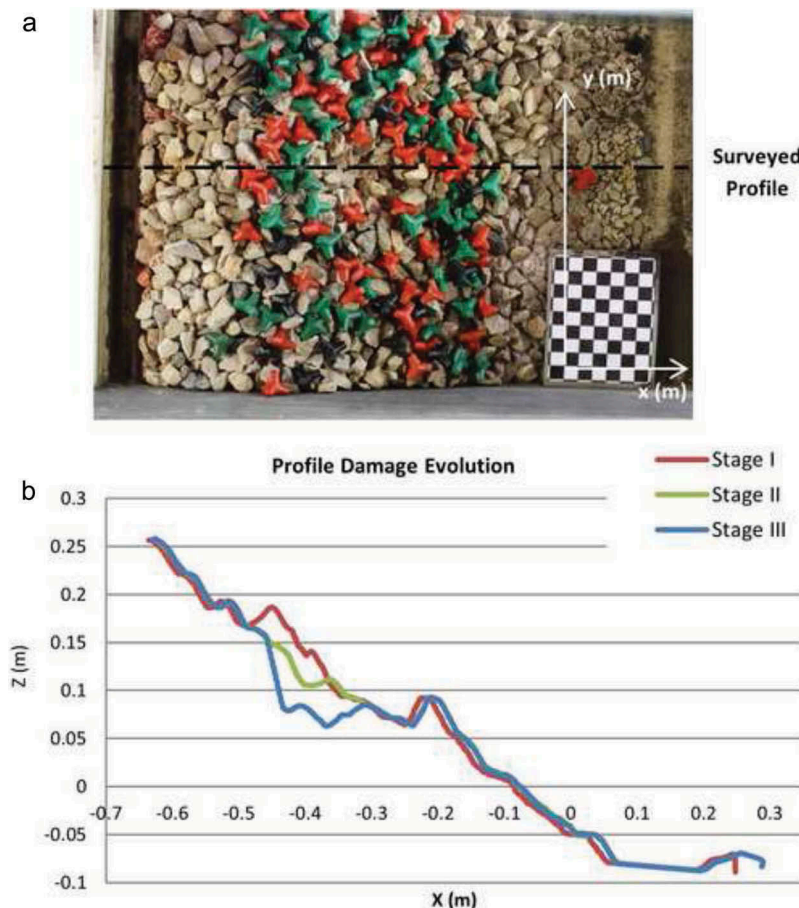 a
y (m)
Surveyed
Profile
x (m)
Profile Damage Evolution
Stage I
Stage II
Stage III
b
0.3
0.25
0.2
0.15
0.1
0.05
0
-0.05
-0.1
Z (m)
-0.7 -0.6 -0.5 -0.4 -0.3 -0.2 -0.1 0 0.1 0.2 0.3
X (m)